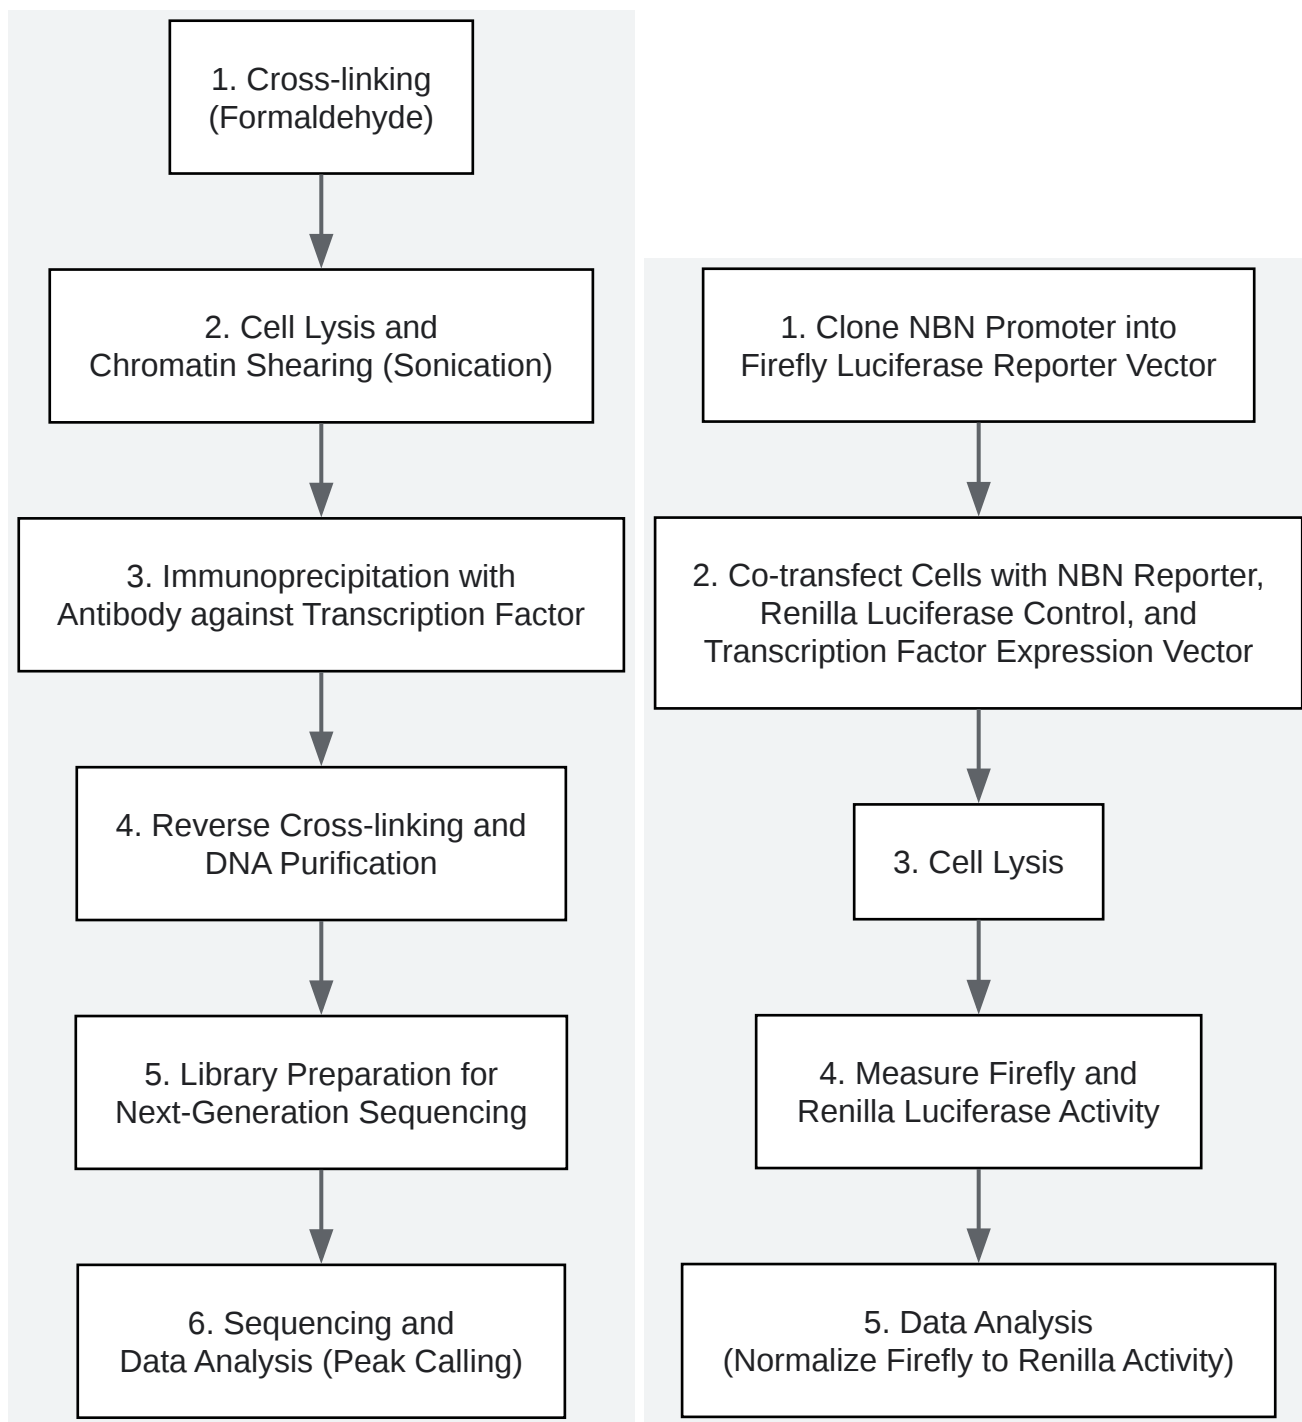 1. Cross-linking
(Formaldehyde)
2. Cell Lysis and
Chromatin Shearing (Sonication)
3. Immunoprecipitation with
Antibody against Transcription Factor
4. Reverse Cross-linking and
DNA Purification
5. Library Preparation for
Next-Generation Sequencing
6. Sequencing and
Data Analysis (Peak Calling)
1. Clone NBN Promoter into
Firefly Luciferase Reporter Vector
2. Co-transfect Cells with NBN Reporter,
Renilla Luciferase Control, and
Transcription Factor Expression Vector
3. Cell Lysis
4. Measure Firefly and
Renilla Luciferase Activity
5. Data Analysis
(Normalize Firefly to Renilla Activity)